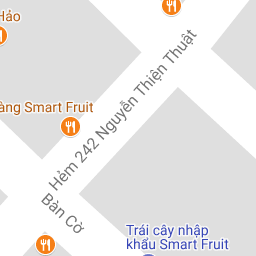 Hảo
àng Smart Fruit
Hẻm 242 Nguyễn Thiện Thuật
Bàn Cờ
Trái cây nhập
khẩu Smart Fruit